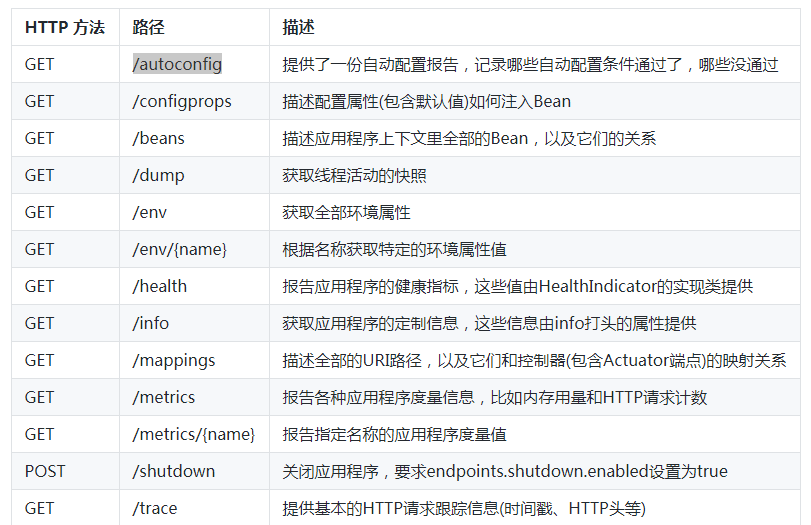 HTTP 方法 路径 描述
GET /autoconfig 提供了一份自动配置报告，记录哪些自动配置条件通过了，哪些没通过
GET /configprops 描述配置属性(包含默认值)如何注入Bean
GET /beans 描述应用程序上下文里全部的Bean，以及它们的关系
GET /dump 获取线程活动的快照
GET /env 获取全部环境属性
GET /env/{name} 根据名称获取特定的环境属性值
GET /health 报告应用程序的健康指标，这些值由HealthIndicator的实现类提供
GET /info 获取应用程序的定制信息，这些信息由info打头的属性提供
GET /mappings 描述全部的URI路径，以及它们和控制器(包含Actuator端点)的映射关系
GET /metrics 报告各种应用程序度量信息，比如内存用量和HTTP请求计数
GET /metrics/{name} 报告指定名称的应用程序度量值
POST /shutdown 关闭应用程序，要求endpoints.shutdown.enabled设置为true
GET /trace 提供基本的HTTP请求跟踪信息(时间戳、HTTP头等)